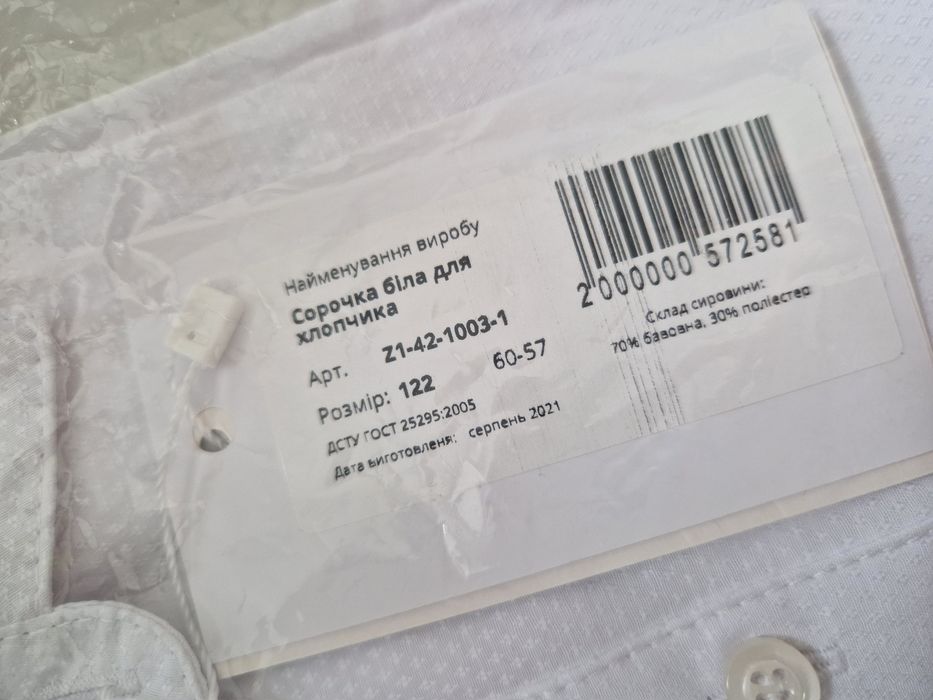 Найменування виробу
Сорочка біла для
хлопчика
Арт. Z1-42-1003-1
Розмір: 122 60-57
ДСТУ ГОСТ 25295:2005
Дата виготовленя: серпень 2021
2 000000 572581
Склад сировини:
70% бавовна, 30% поліестер